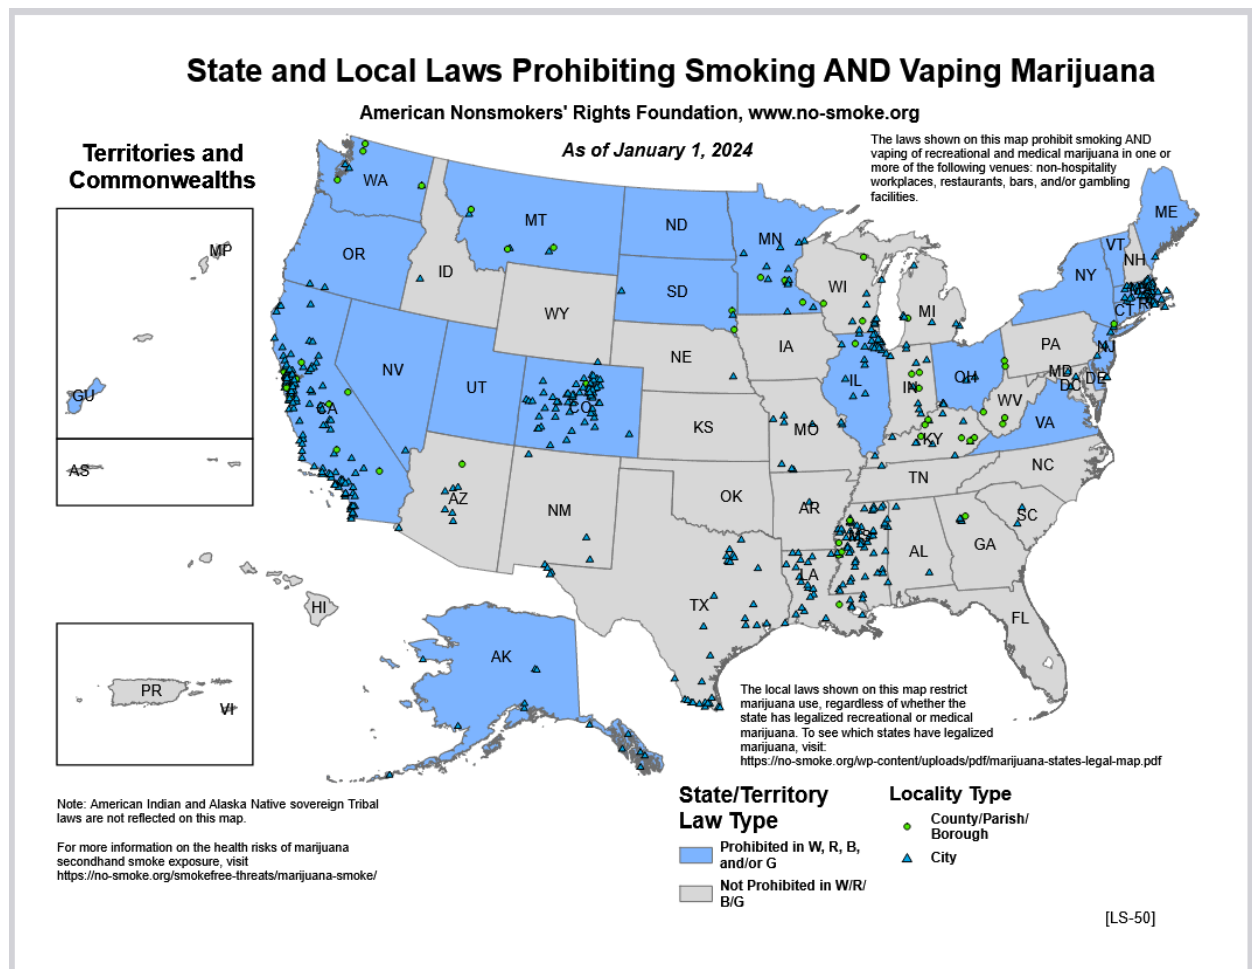 State and Local Laws Prohibiting Smoking AND Vaping Marijuana
American Nonsmokers' Rights Foundation, www.no-smoke.org
As of January 1, 2024
The laws shown on this map prohibit smoking AND
vaping of recreational and medical marijuana in one or
more of the following venues: non-hospitality
workplaces, restaurants, bars, and/or gambling
facilities.
Territories and
Commonwealths
MP
GU
AS
PR
VI
HI
AK
WA
OR
CA
ID
NV
MT
WY
UT
CO
AZ
NM
ND
SD
NE
KS
OK
TX
MN
IA
MO
AR
LA
WI
IL
MI
IN
OH
KY
TN
MS
AL
GA
FL
SC
NC
VA
WV
PA
MD
DC
DE
NJ
NY
CT
RI
MA
VT
NH
ME
The local laws shown on this map restrict
marijuana use, regardless of whether the
state has legalized recreational or medical
marijuana. To see which states have legalized
marijuana, visit:
https://no-smoke.org/wp-content/uploads/pdf/marijuana-states-legal-map.pdf
Note: American Indian and Alaska Native sovereign Tribal
laws are not reflected on this map.
For more information on the health risks of marijuana
secondhand smoke exposure, visit
https://no-smoke.org/smokefree-threats/marijuana-smoke/
State/Territory
Law Type
Prohibited in W, R, B,
and/or G
Not Prohibited in W/R/
B/G
Locality Type
County/Parish/
Borough
City
[LS-50]